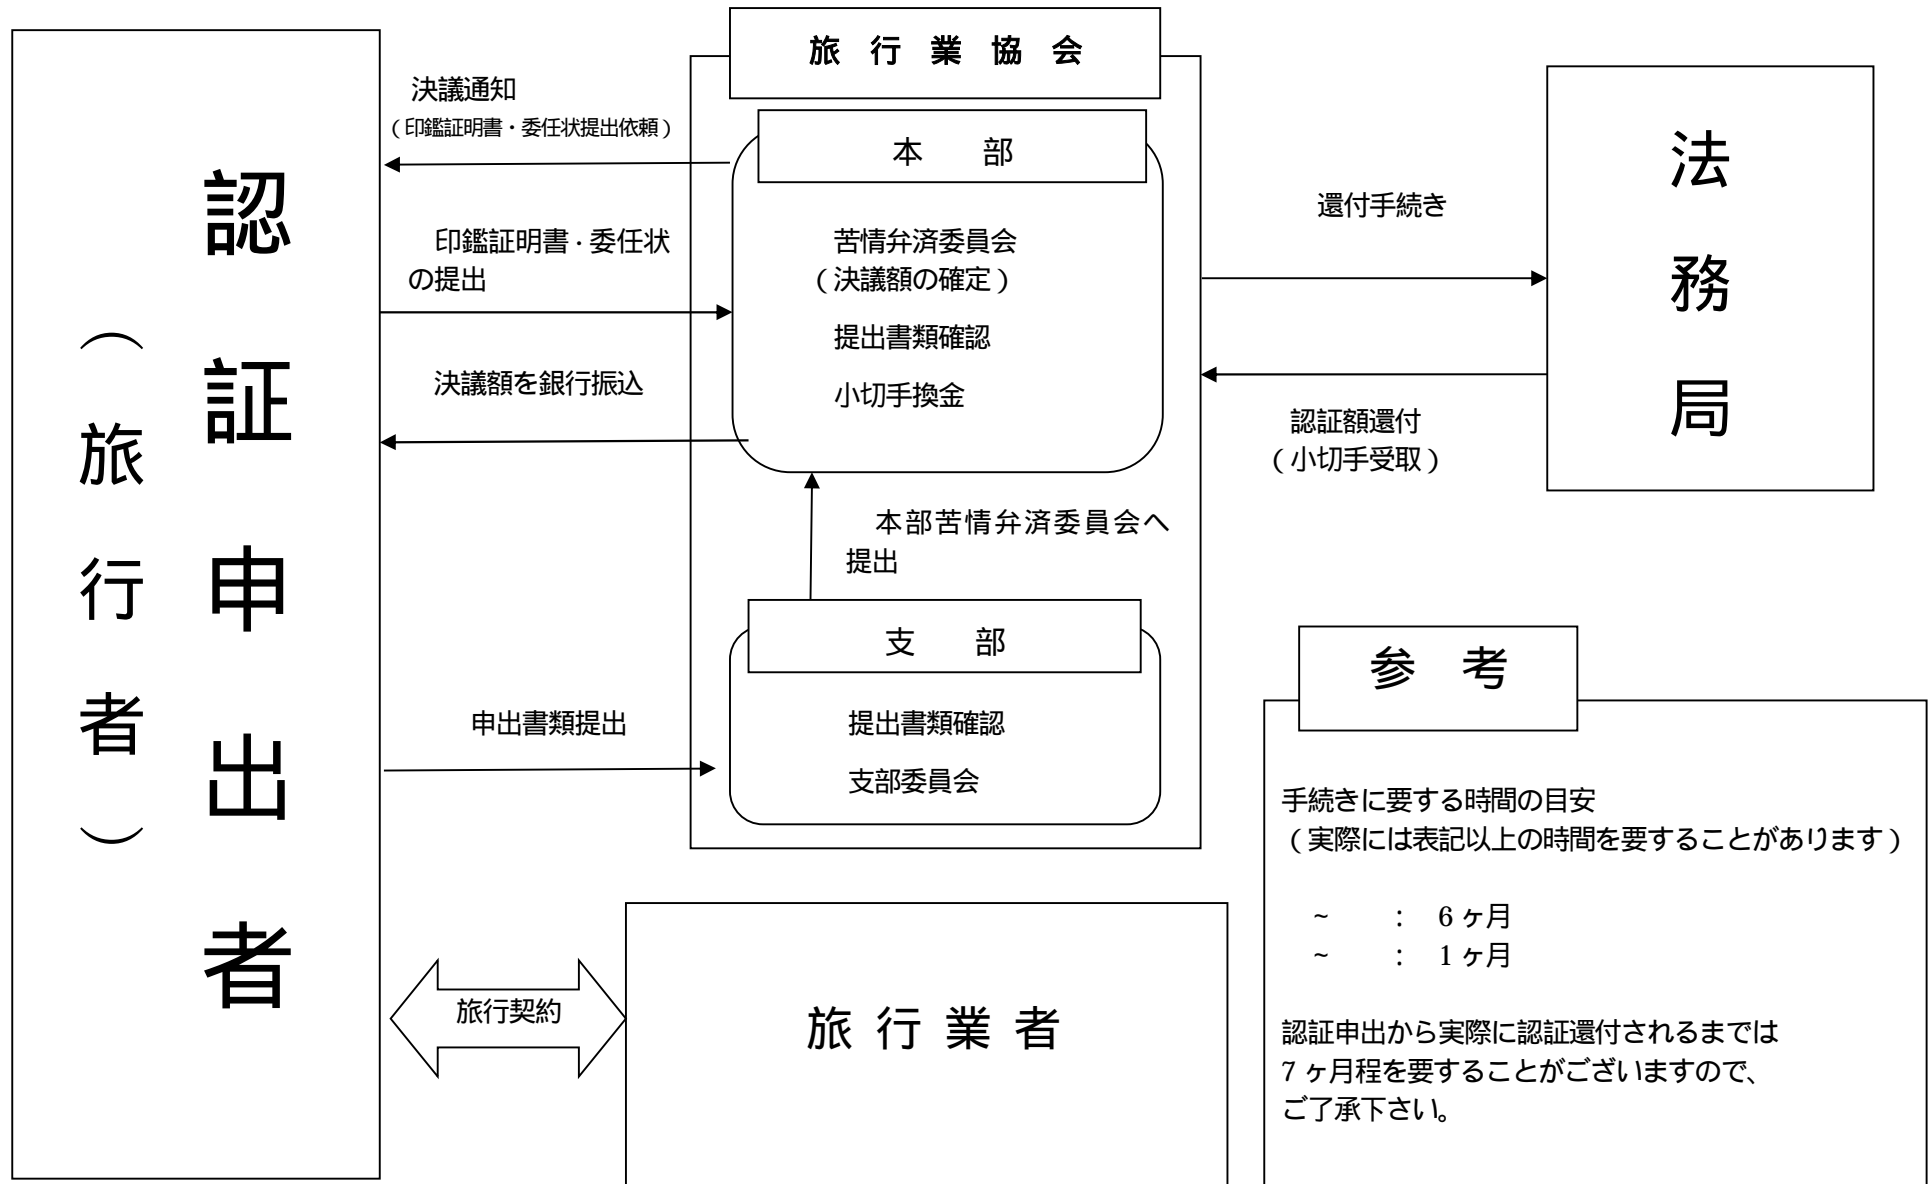 認証申出者
（旅行者）
旅行業協会
決議通知
（印鑑証明書・委任状提出依頼）
印鑑証明書・委任状
の提出
決議額を銀行振込
申出書類提出
本部
苦情弁済委員会
（決議額の確定）
提出書類確認
小切手換金
本部苦情弁済委員会へ
提出
支部
提出書類確認
支部委員会
還付手続き
認証額還付
（小切手受取）
法務局
旅行契約
旅行業者
参考
手続きに要する時間の目安
（実際には表記以上の時間を要することがあります）
~ : 6ヶ月
~ : 1ヶ月
認証申出から実際に認証還付されるまでは
7ヶ月程を要することがございますので、
ご了承下さい。